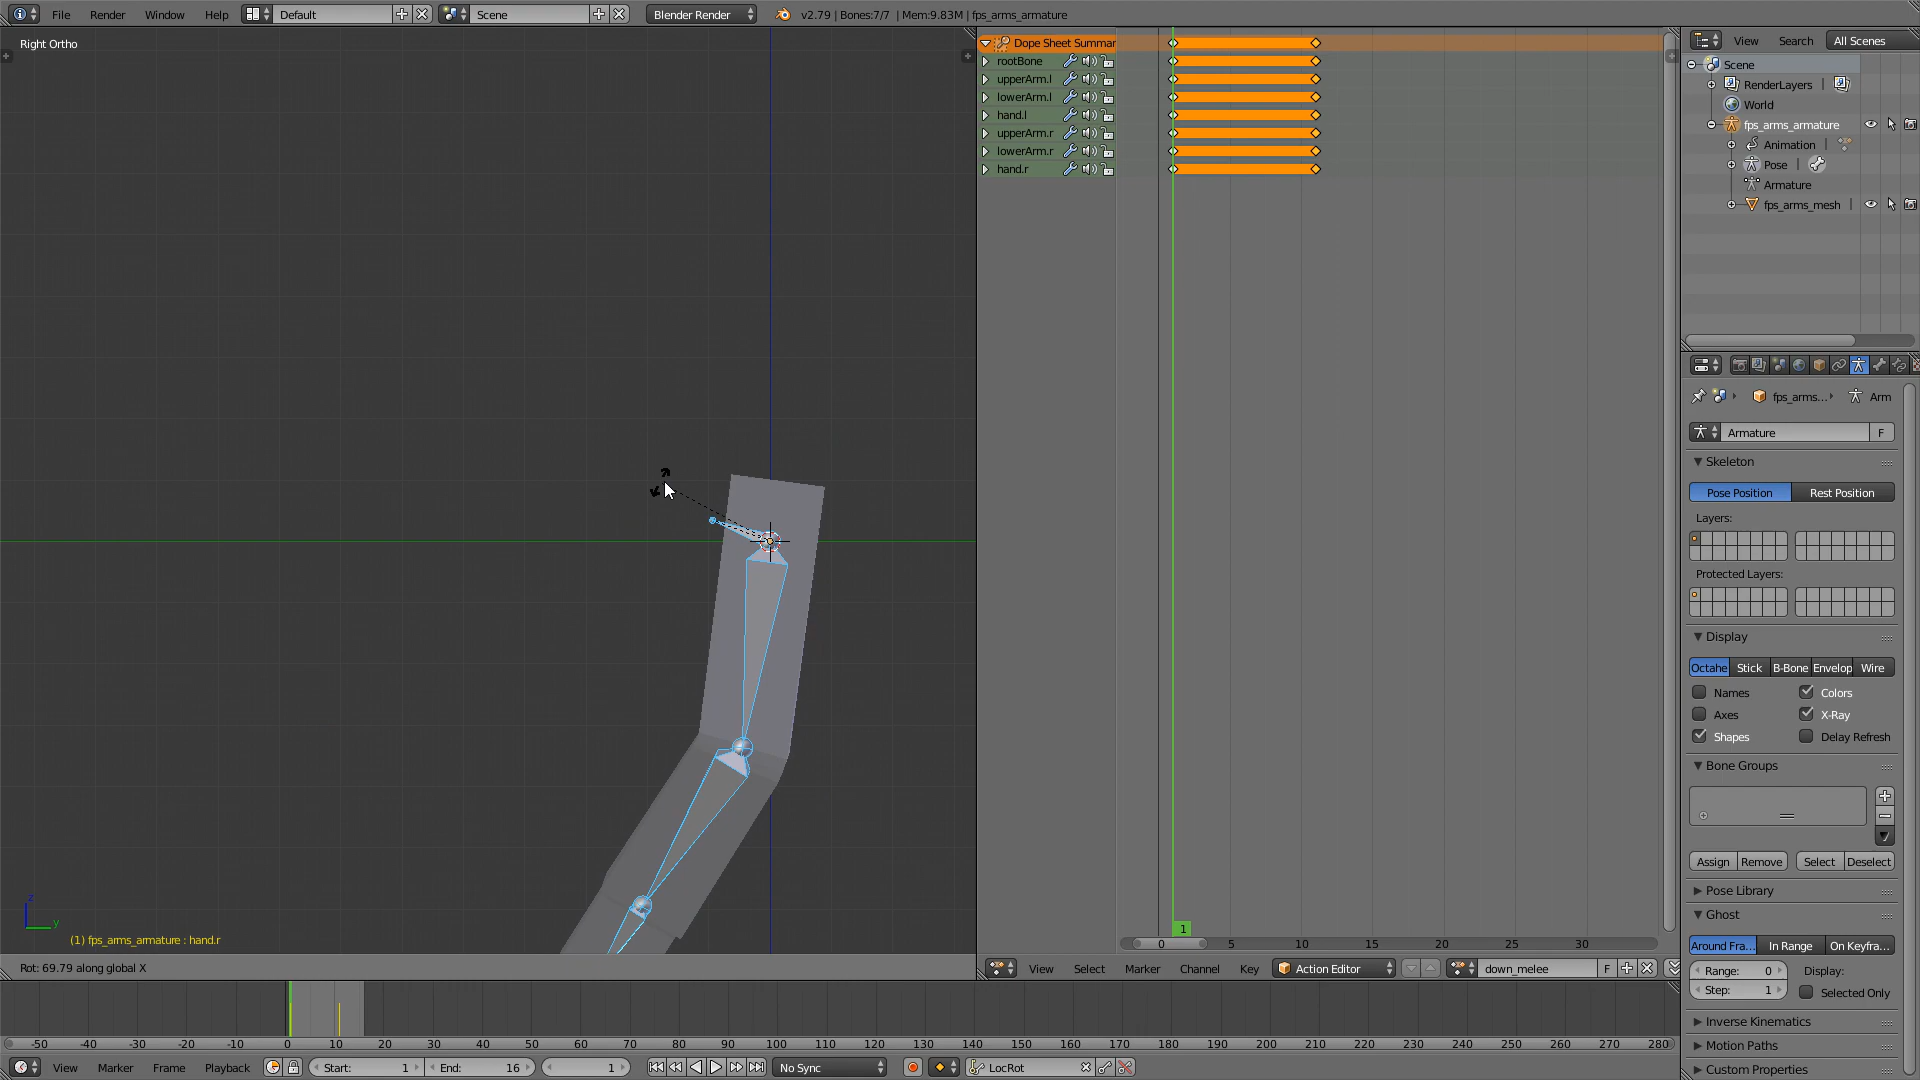 File Render Window Help Default Scene Blender Render v2.79 | Bones:7/7 | Mem:9.83M | fps_arms_armature
Right Ortho
Dope Sheet Summar
rootBone
upperArm.l
lowerArm.l
hand.l
upperArm.r
lowerArm.r
hand.r
View Search All Scenes
Scene
RenderLayers |
World
fps_arms_armature
Animation |
Pose |
Armature
fps_arms_mesh |
fps_arms... Arm
Armature F
Skeleton
Pose Position Rest Position
Layers:
Protected Layers:
Display
Octahe Stick B-Bone Envelop Wire
Names Colors
Axes X-Ray
Shapes Delay Refresh
Bone Groups
Assign Remove Select Deselect
Pose Library
Ghost
Around Fra... In Range On Keyfra...
Range: 0 Display:
Step: 1 Selected Only
Inverse Kinematics
Motion Paths
Custom Properties
z
y
(1) fps_arms_armature : hand.r
Rot: 69.79 along global X
1
0 5 10 15 20 25 30
View Select Marker Channel Key Action Editor down_melee F
-50 -40 -30 -20 -10 0 10 20 30 40 50 60 70 80 90 100 110 120 130 140 150 160 170 180 190 200 210 220 230 240 250 260 270 280
View Marker Frame Playback Start: 1 End: 16 1 No Sync LocRot